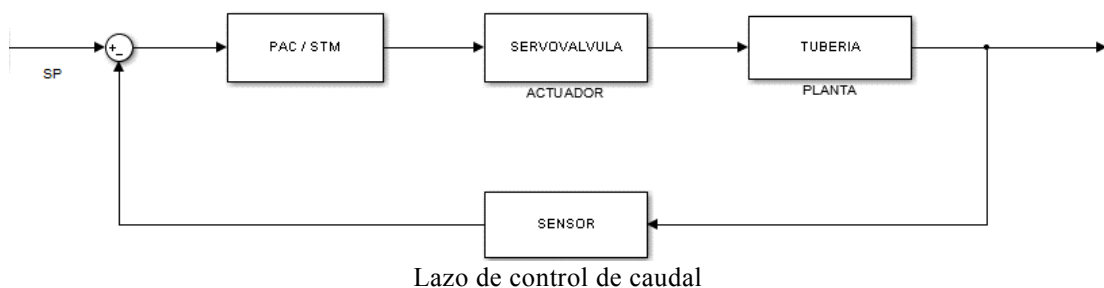 SP
+
-
PAC / STM
SERVOVALVULA
ACTUADOR
TUBERIA
PLANTA
SENSOR
Lazo de control de caudal